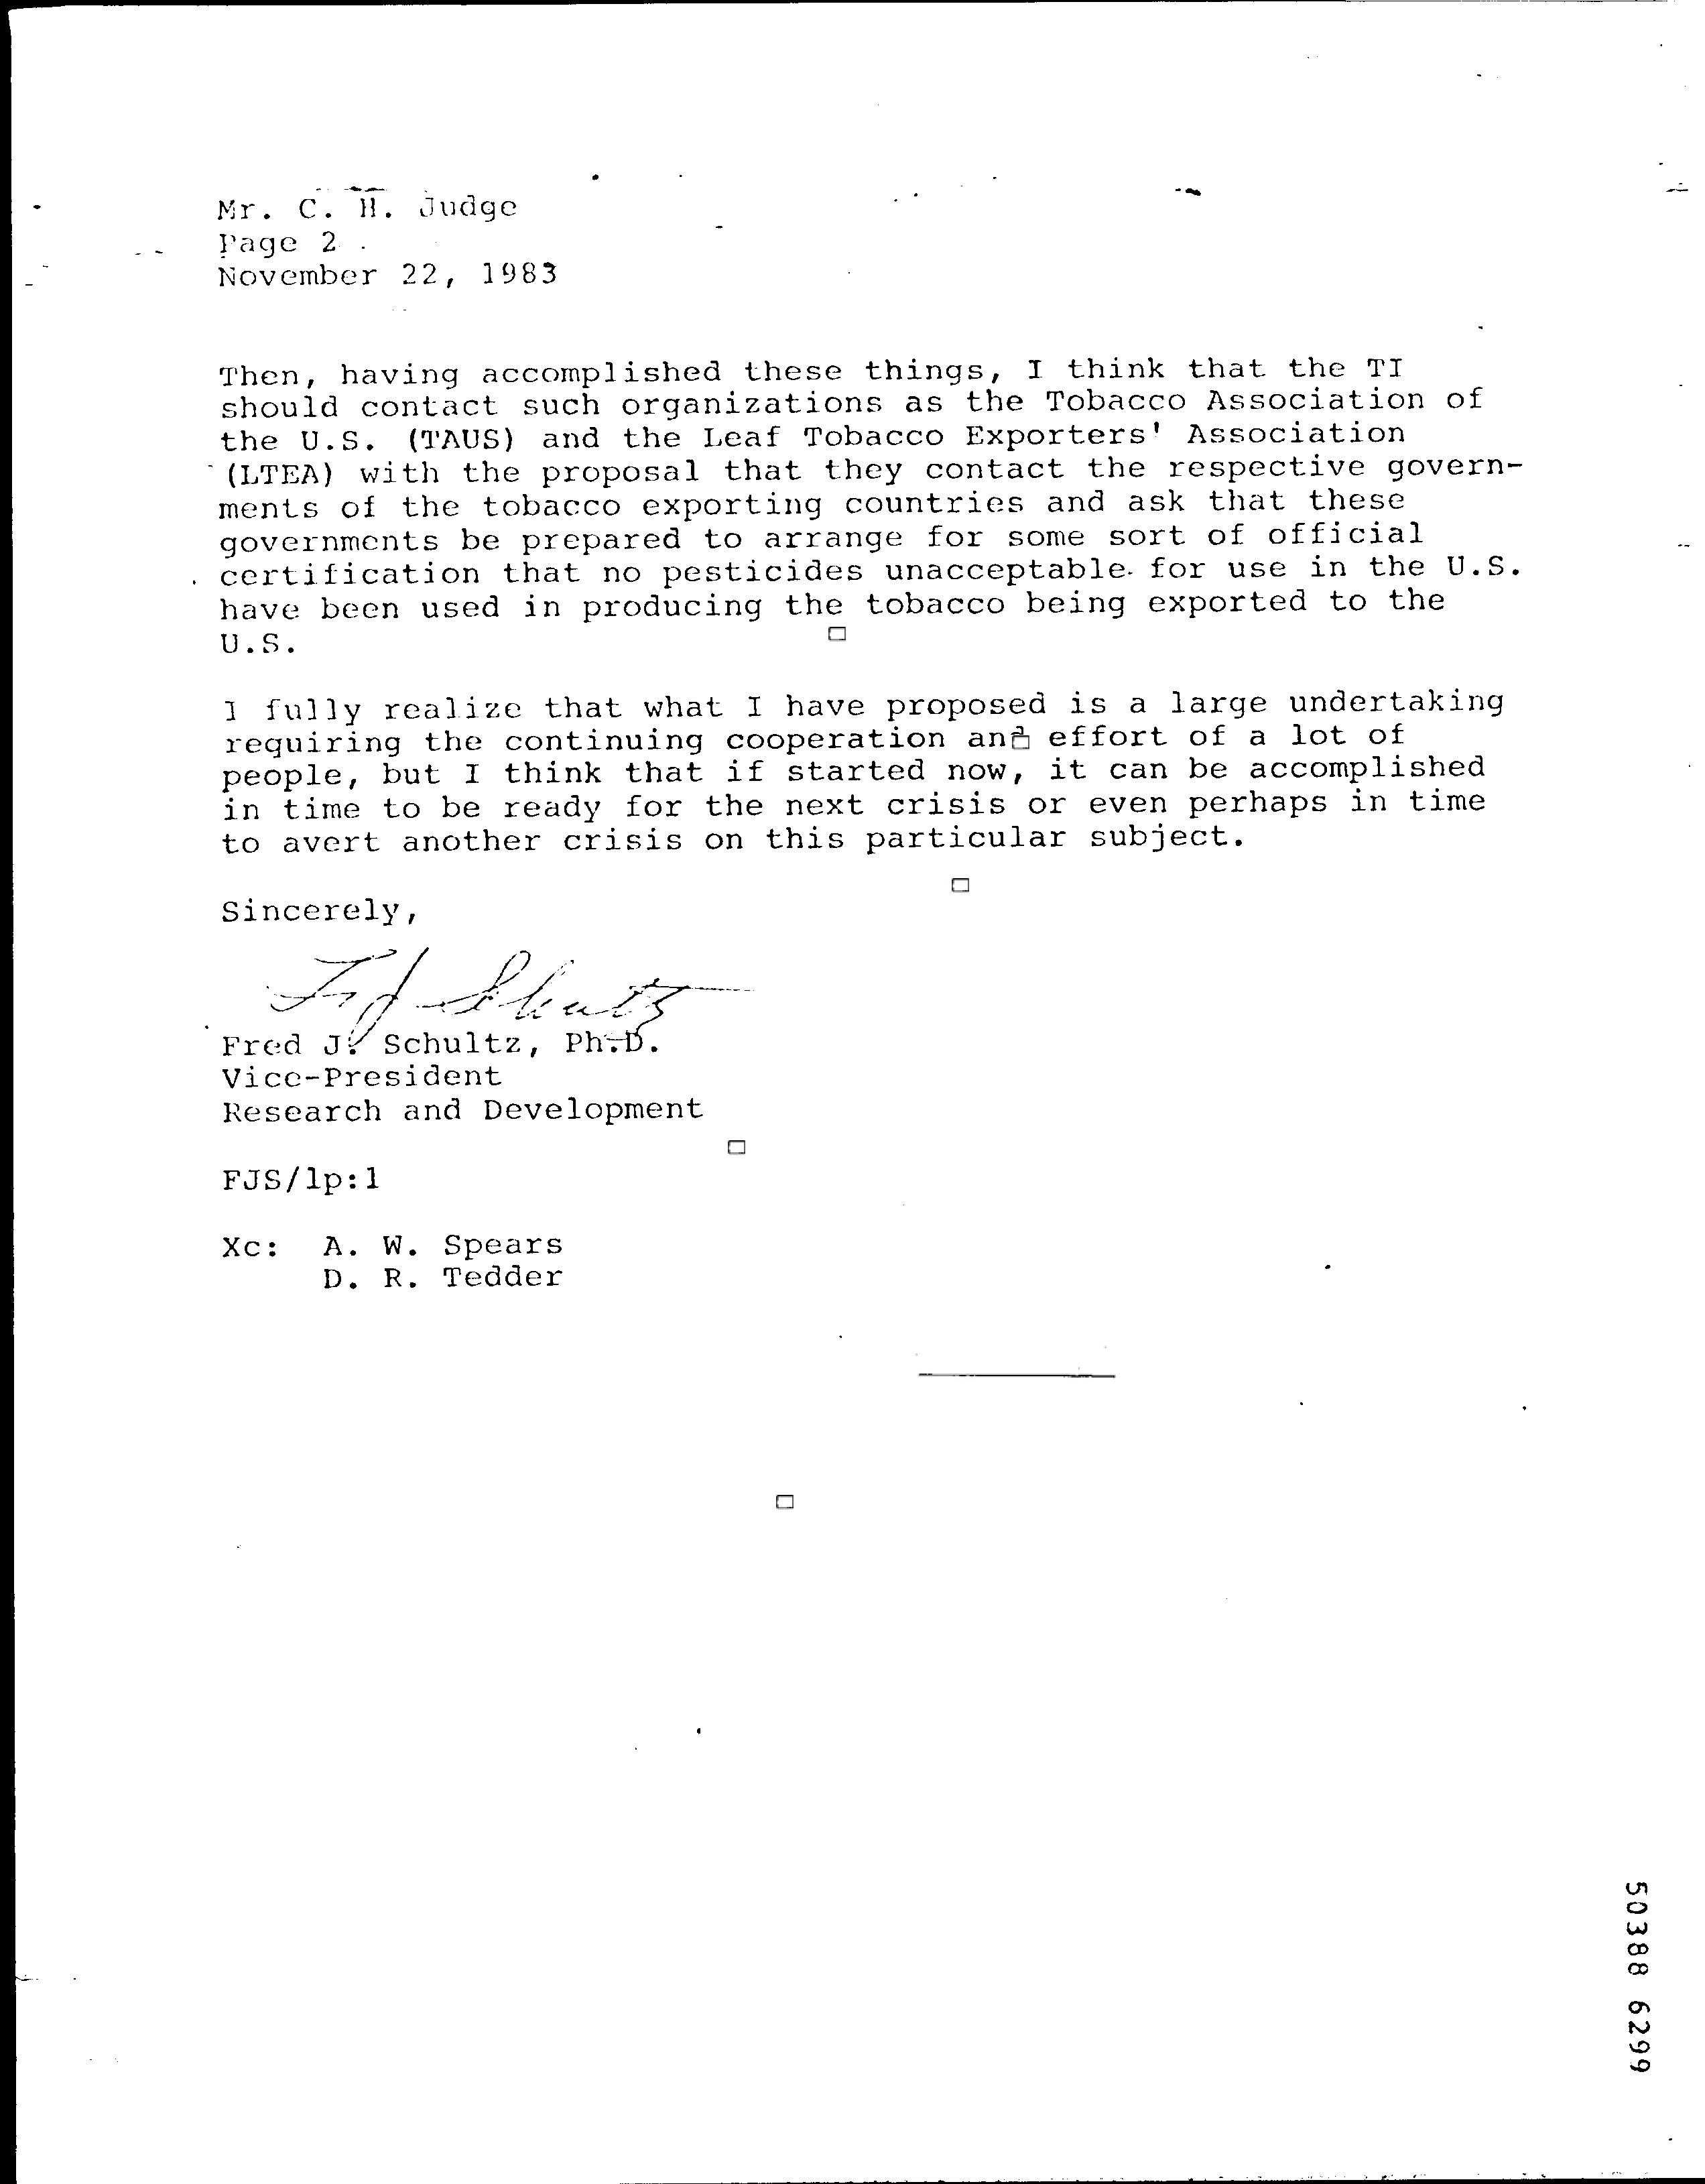 Mr. C. H. Judge
Page 2
November 22, 1983
Then, having accomplished these things, I think that the TI
should contact such organizations as the Tobacco Association of
the U.S. (TAUS) and the Leaf Tobacco Exporters' Association
(LTEA) with the proposal that they contact the respective govern-
ments of the tobacco exporting countries and ask that these
governments be prepared to arrange for some sort of official
certification that no pesticides unacceptable for use in the U.S.
have been used in producing the tobacco being exported to the
U.S.
I fully realize that what I have proposed is a large undertaking
requiring the continuing cooperation and effort of a lot of
people, but I think that if started now, it can be accomplished
in time to be ready for the next crisis or even perhaps in time
to avert another crisis on this particular subject.
Sincerely,
Fred J. Schultz
Fred J. Schultz, Ph.D.
Vice-President
Research and Development
FJS/lp:1
Xc: A. W. Spears
D. R. Tedder
50388 6299